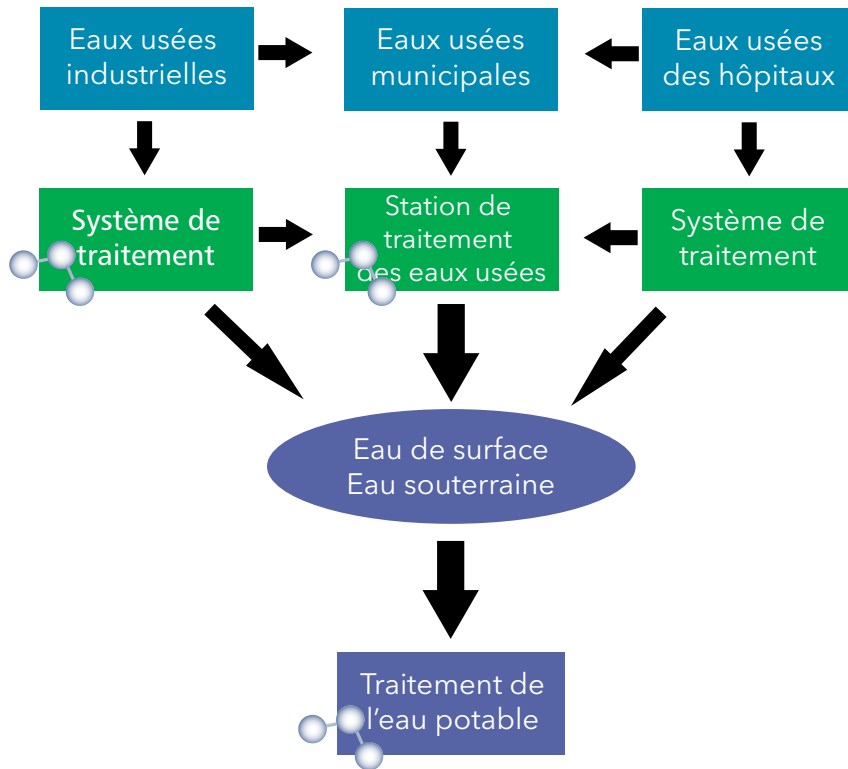 Eaux usées
industrielles
Eaux usées
municipales
Eaux usées
des hôpitaux
Système de
traitement
Station de
traitement
des eaux usées
Système de
traitement
Eau de surface
Eau souterraine
Traitement de
l'eau potable